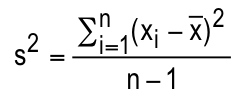 s² = ∑ⁿᵢ₌₁(xᵢ – x̅)² / n – 1